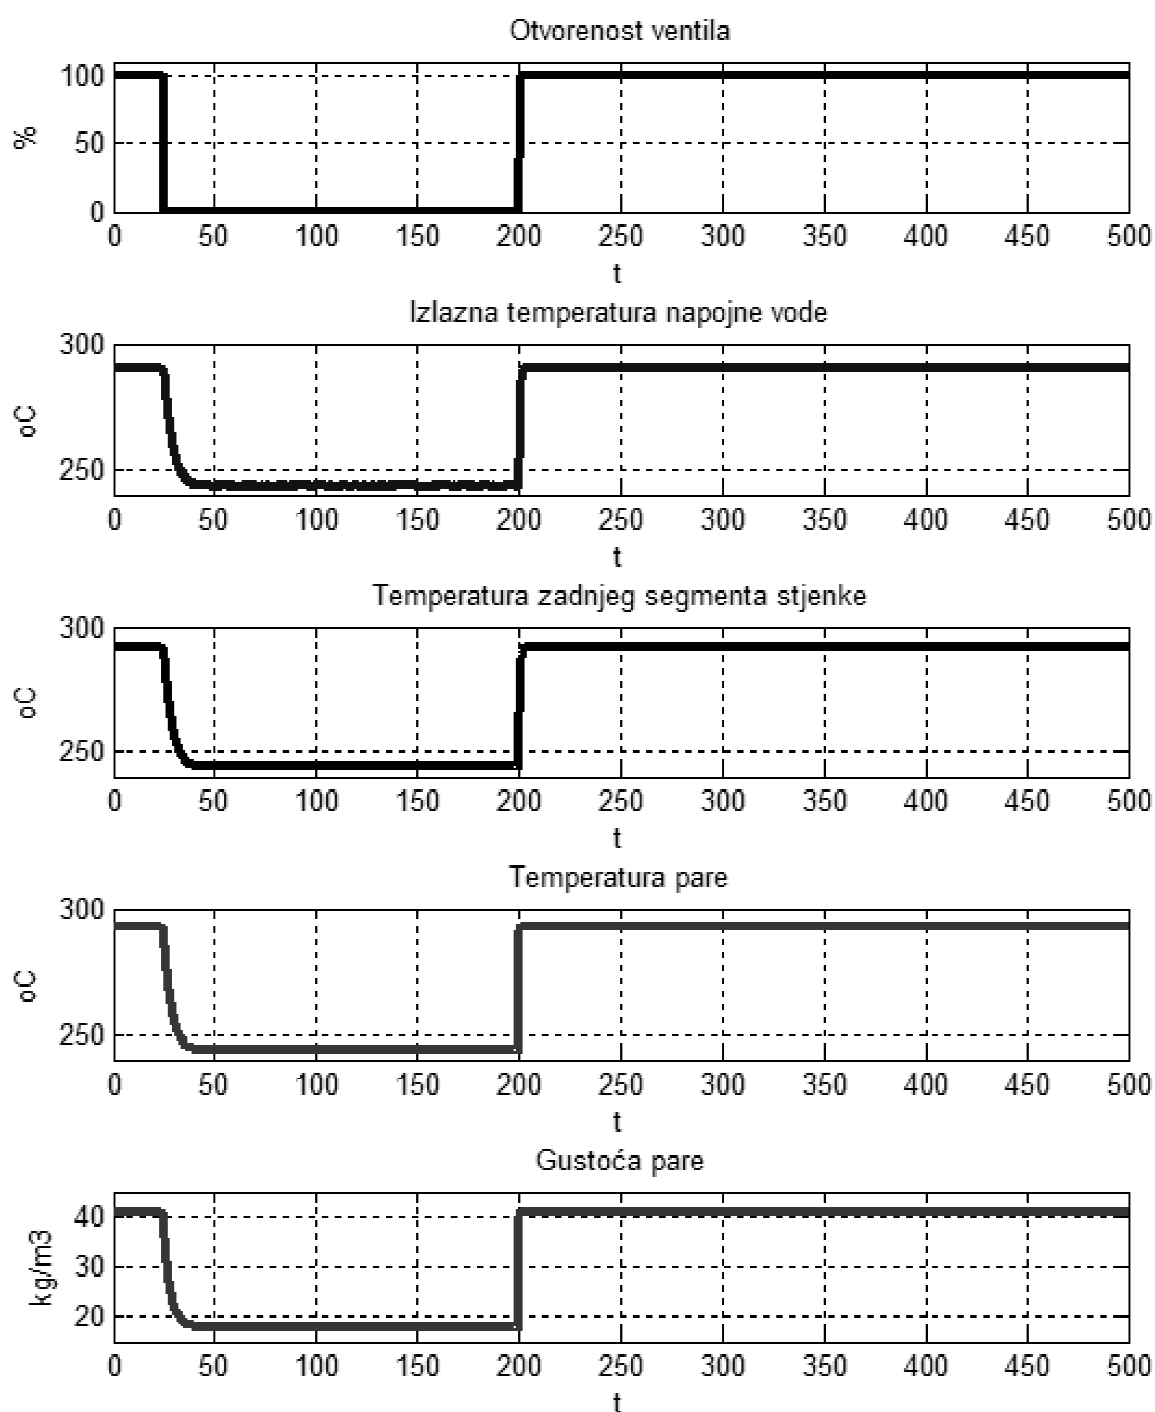 Otvorenost ventila
100
50
0
%
0 50 100 150 200 250 300 350 400 450 500
t
Izlazna temperatura napojne vode
300
250
oC
0 50 100 150 200 250 300 350 400 450 500
t
Temperatura zadnjeg segmenta stjenke
300
250
oC
0 50 100 150 200 250 300 350 400 450 500
t
Temperatura pare
300
250
oC
0 50 100 150 200 250 300 350 400 450 500
t
Gustoća pare
40
30
20
kg/m3
0 50 100 150 200 250 300 350 400 450 500
t